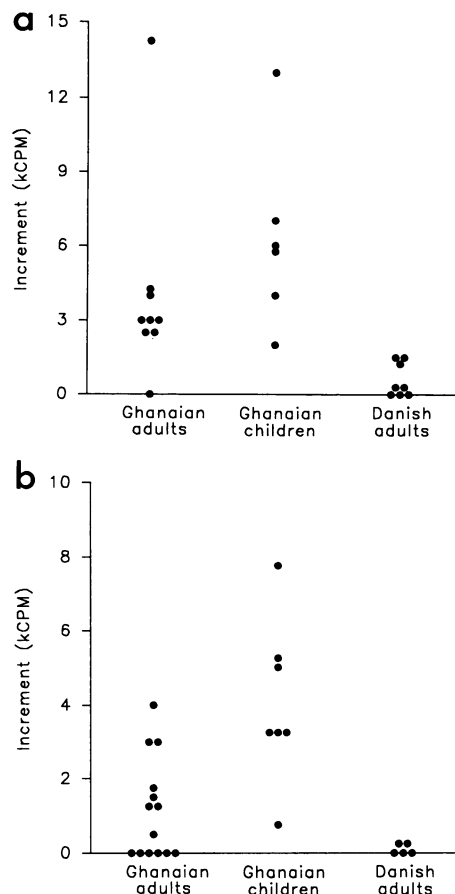 a
15
12
9
6
3
0
Increment (kCPM)
Ghanaian adults
Ghanaian children
Danish adults
b
10
8
6
4
2
0
Increment (kCPM)
Ghanaian adults
Ghanaian children
Danish adults